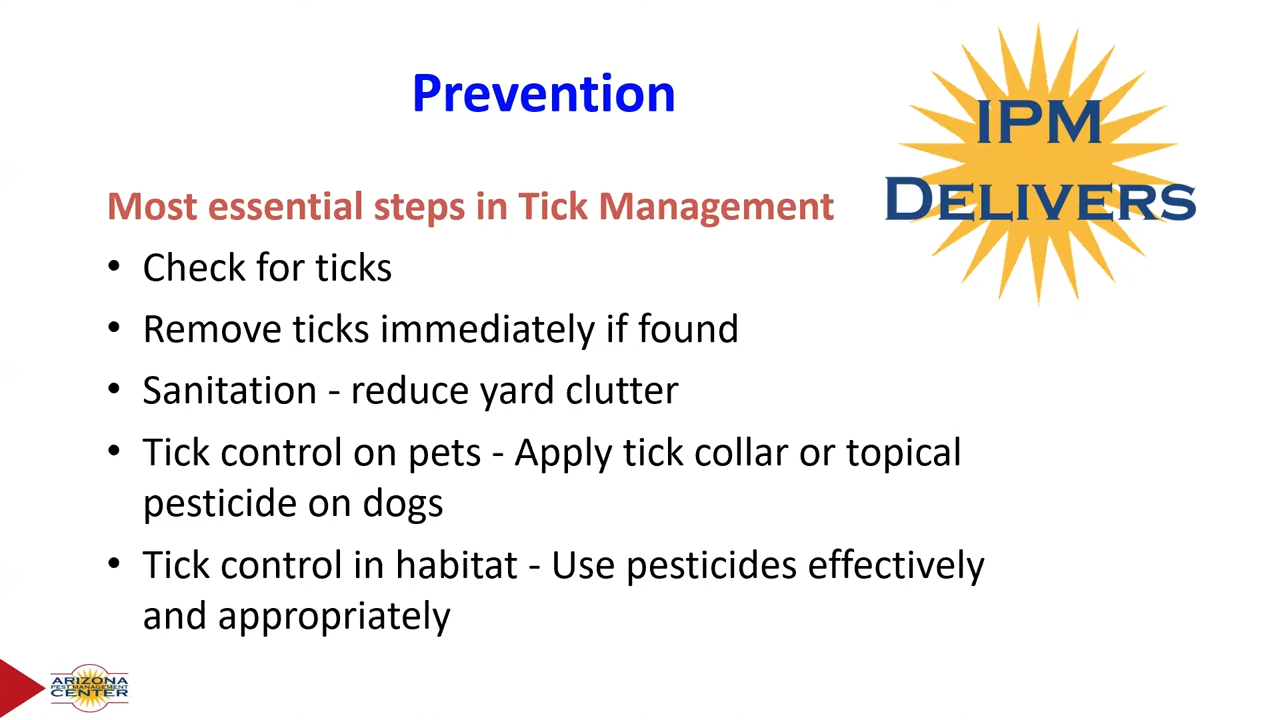 Prevention
IPM
DELIVERS
Most essential steps in Tick Management
• Check for ticks
• Remove ticks immediately if found
• Sanitation - reduce yard clutter
• Tick control on pets - Apply tick collar or topical
pesticide on dogs
• Tick control in habitat - Use pesticides effectively
and appropriately
ARIZONA
PEST MANAGEMENT
CENTER